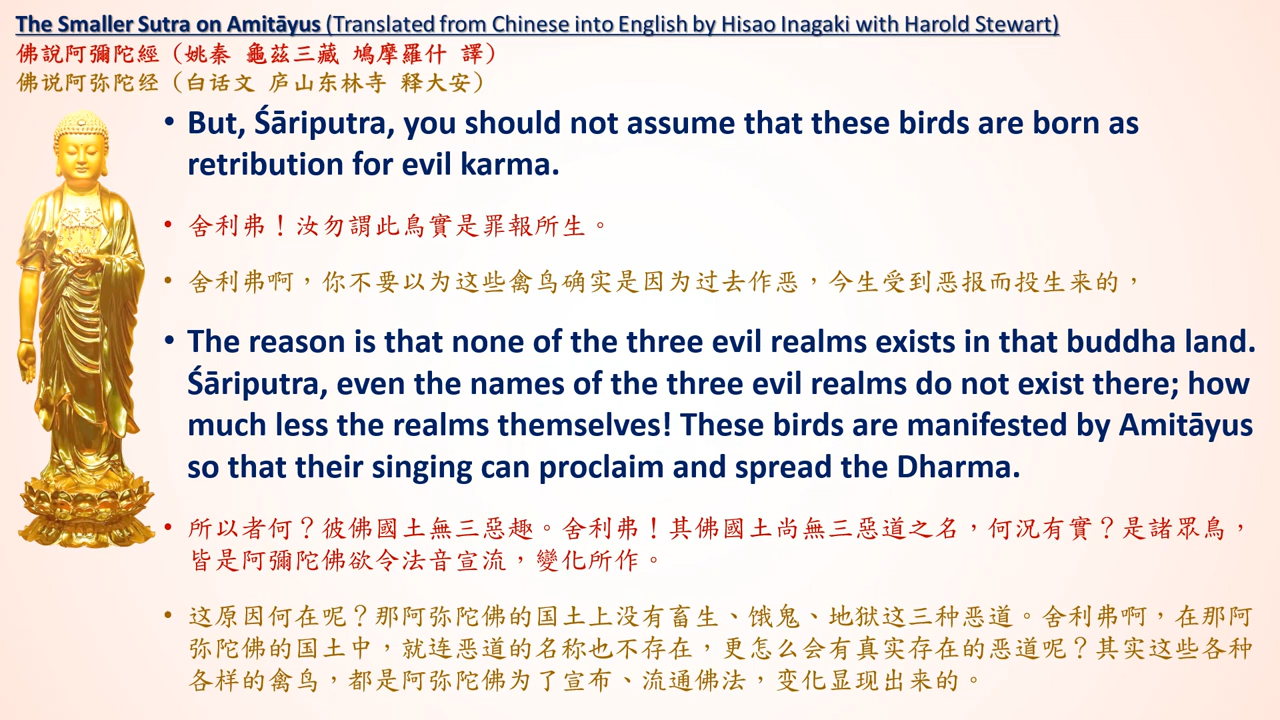 The Smaller Sutra on Amitāyus (Translated from Chinese into English by Hisao Inagaki with Harold Stewart)
佛說阿彌陀經（姚秦 龜茲三藏 鳩摩羅什 譯）
佛说阿弥陀经（白话文 庐山东林寺 释大安）
• But, Śāriputra, you should not assume that these birds are born as
retribution for evil karma.
• 舍利弗！汝勿謂此鳥實是罪報所生。
• 舍利弗啊，你不要以为这些禽鸟确实是因为过去作恶，今生受到恶报而投生来的，
• The reason is that none of the three evil realms exists in that buddha land.
Śāriputra, even the names of the three evil realms do not exist there; how
much less the realms themselves! These birds are manifested by Amitāyus
so that their singing can proclaim and spread the Dharma.
• 所以者何？彼佛國土無三惡趣。舍利弗！其佛國土尚無三惡道之名，何況有實？是諸眾鳥，
皆是阿彌陀佛欲令法音宣流，變化所作。
• 这原因何在呢？那阿弥陀佛的国土上没有畜生、饿鬼、地狱这三种恶道。舍利弗啊，在那阿
弥陀佛的国土中，就连恶道的名称也不存在，更怎么会有真实存在的恶道呢？其实这些各种
各样的禽鸟，都是阿弥陀佛为了宣布、流通佛法，变化显现出来的。